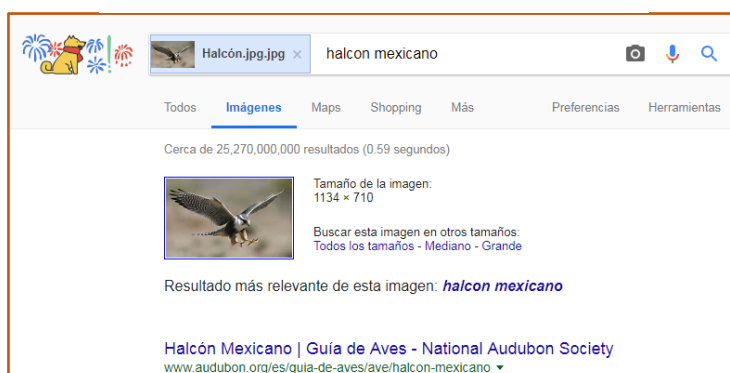 Halcón.jpg.jpg × halcon mexicano
Todos Imágenes Maps Shopping Más Preferencias Herramientas
Cerca de 25,270,000,000 resultados (0.59 segundos)
Tamaño de la imagen:
1134 × 710
Buscar esta imagen en otros tamaños:
Todos los tamaños - Mediano - Grande
Resultado más relevante de esta imagen: halcon mexicano
Halcón Mexicano | Guía de Aves - National Audubon Society
www.audubon.org/es/guia-de-aves/ave/halcon-mexicano